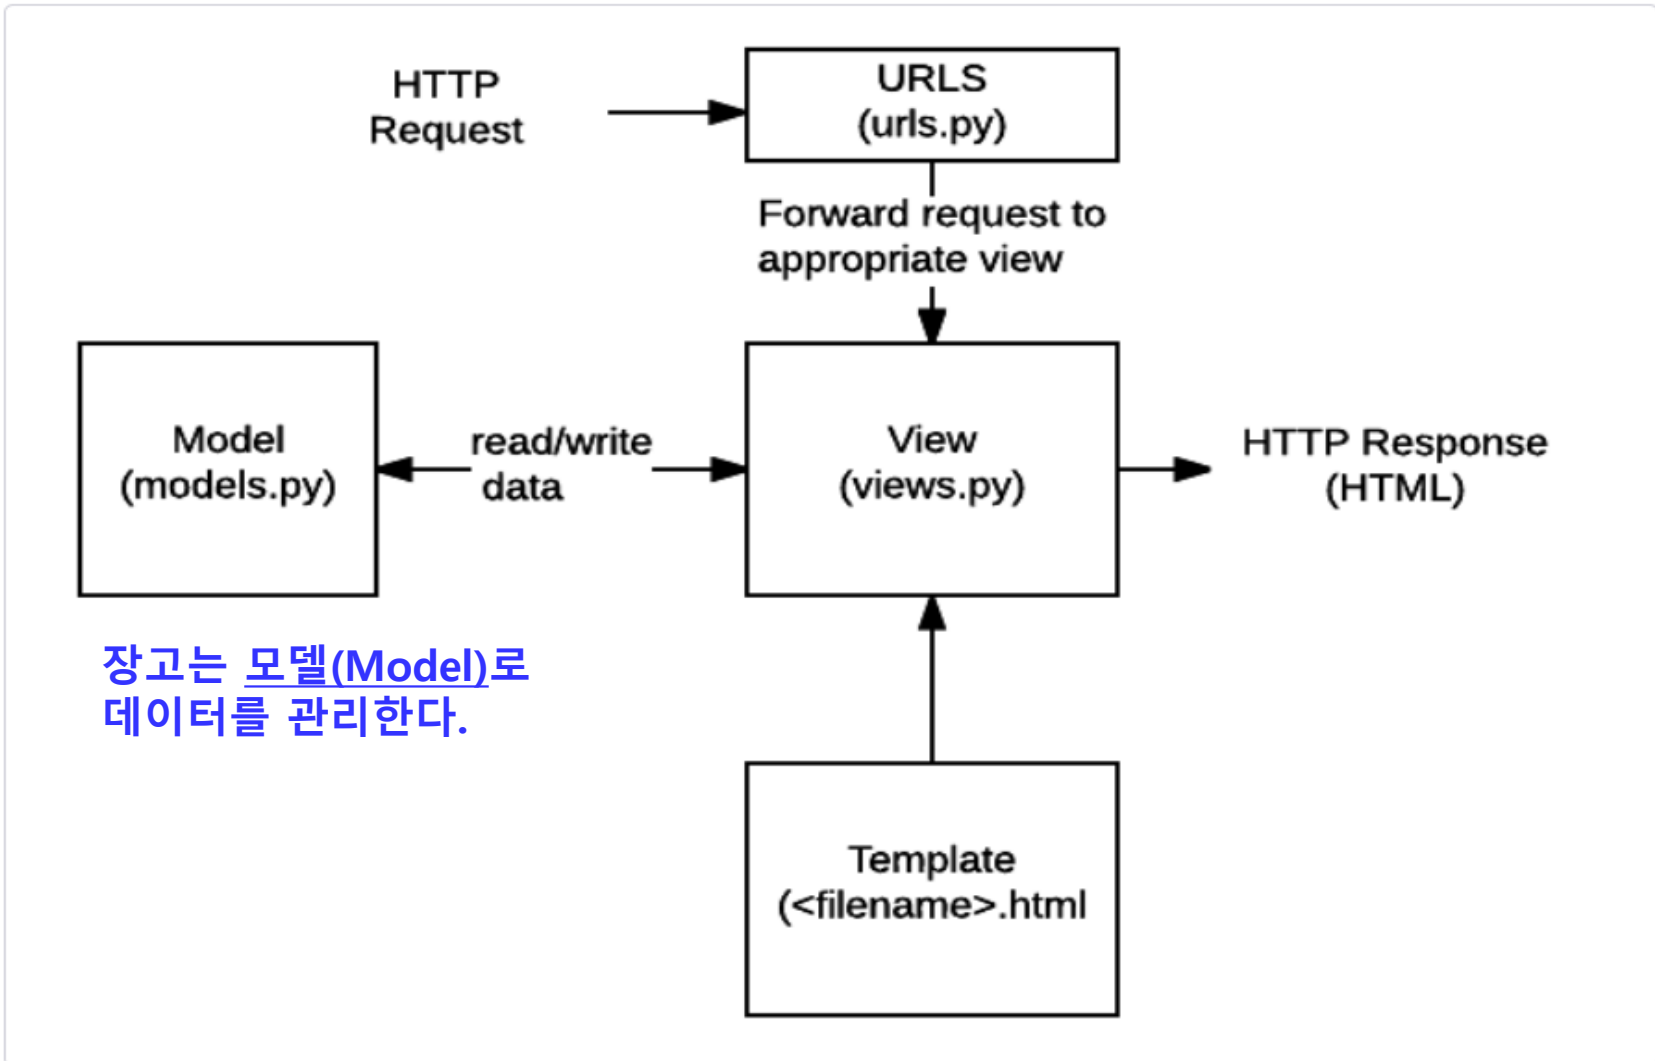 HTTP
Request
URLS
(urls.py)
Forward request to
appropriate view
Model
(models.py)
read/write
data
View
(views.py)
HTTP Response
(HTML)
장고는 모델(Model)로
데이터를 관리한다.
Template
(<filename>.html